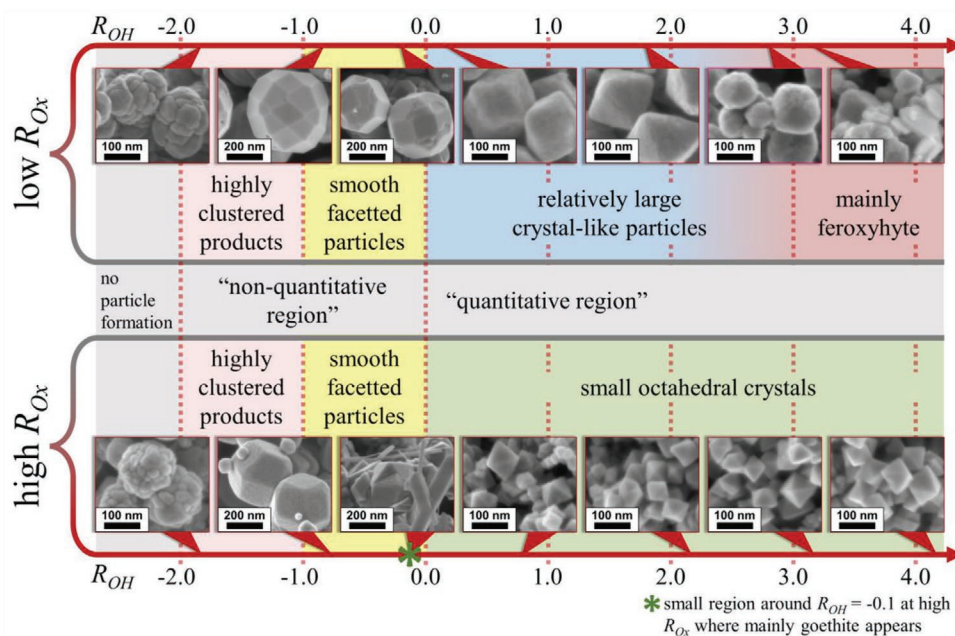 R_OH -2.0 -1.0 0.0 1.0 2.0 3.0 4.0
low R_Ox
100 nm 200 nm 200 nm 100 nm 100 nm 100 nm 100 nm
highly
clustered
products
smooth
facetted
particles
relatively large
crystal-like particles
mainly
feroxyhyte
no
particle
formation
“non-quantitative
region”
“quantitative region”
high R_Ox
highly
clustered
products
smooth
facetted
particles
small octahedral crystals
100 nm 200 nm 200 nm 100 nm 100 nm 100 nm 100 nm
R_OH -2.0 -1.0 0.0 1.0 2.0 3.0 4.0
* small region around R_OH = -0.1 at high
R_Ox where mainly goethite appears